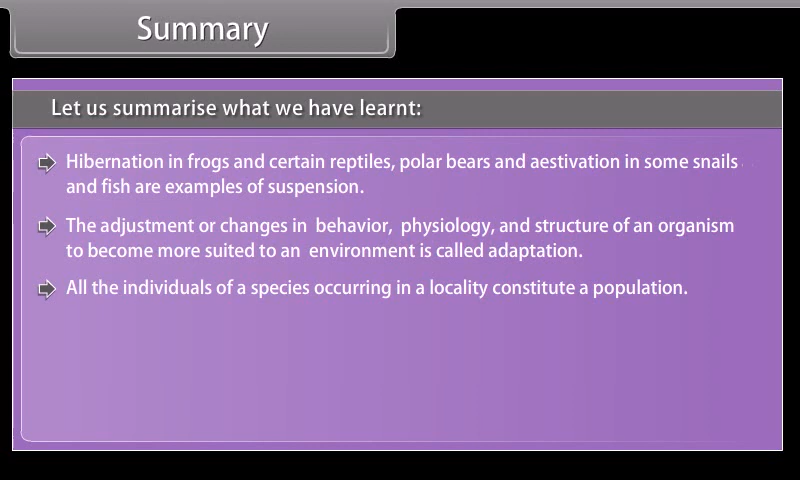 Summary
Let us summarise what we have learnt:
Hibernation in frogs and certain reptiles, polar bears and aestivation in some snails
and fish are examples of suspension.
The adjustment or changes in behavior, physiology, and structure of an organism
to become more suited to an environment is called adaptation.
All the individuals of a species occurring in a locality constitute a population.